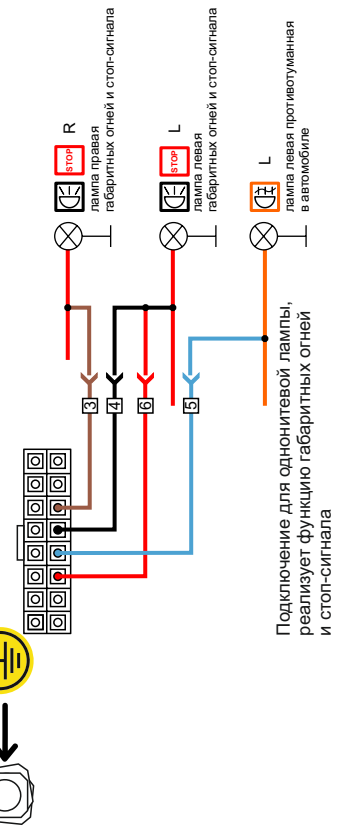 STOP
R
лампа правая
габаритных огней и стоп-сигнала
STOP
L
лампа левая
габаритных огней и стоп-сигнала
L
лампа левая противотуманная
в автомобиле
3
4
6
5
Подключение для однонитевой лампы,
реализует функцию габаритных огней
и стоп-сигнала